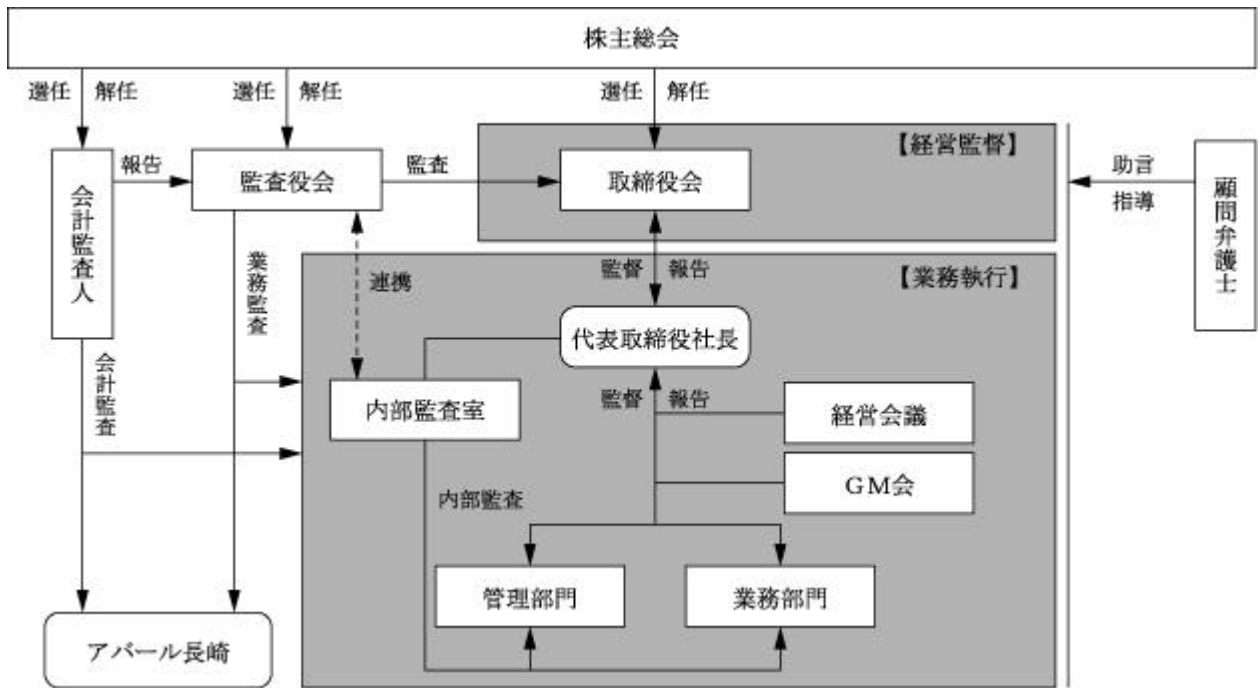 株主総会
選任 解任
選任 解任
選任 解任
【経営監督】
報告
監査役会
監査
取締役会
助言
指導
顧問弁護士
会計監査人
業務監査
連携
監督 報告
【業務執行】
代表取締役社長
会計監査
内部監査室
監督 報告
経営会議
GM会
内部監査
管理部門
業務部門
アバール長崎